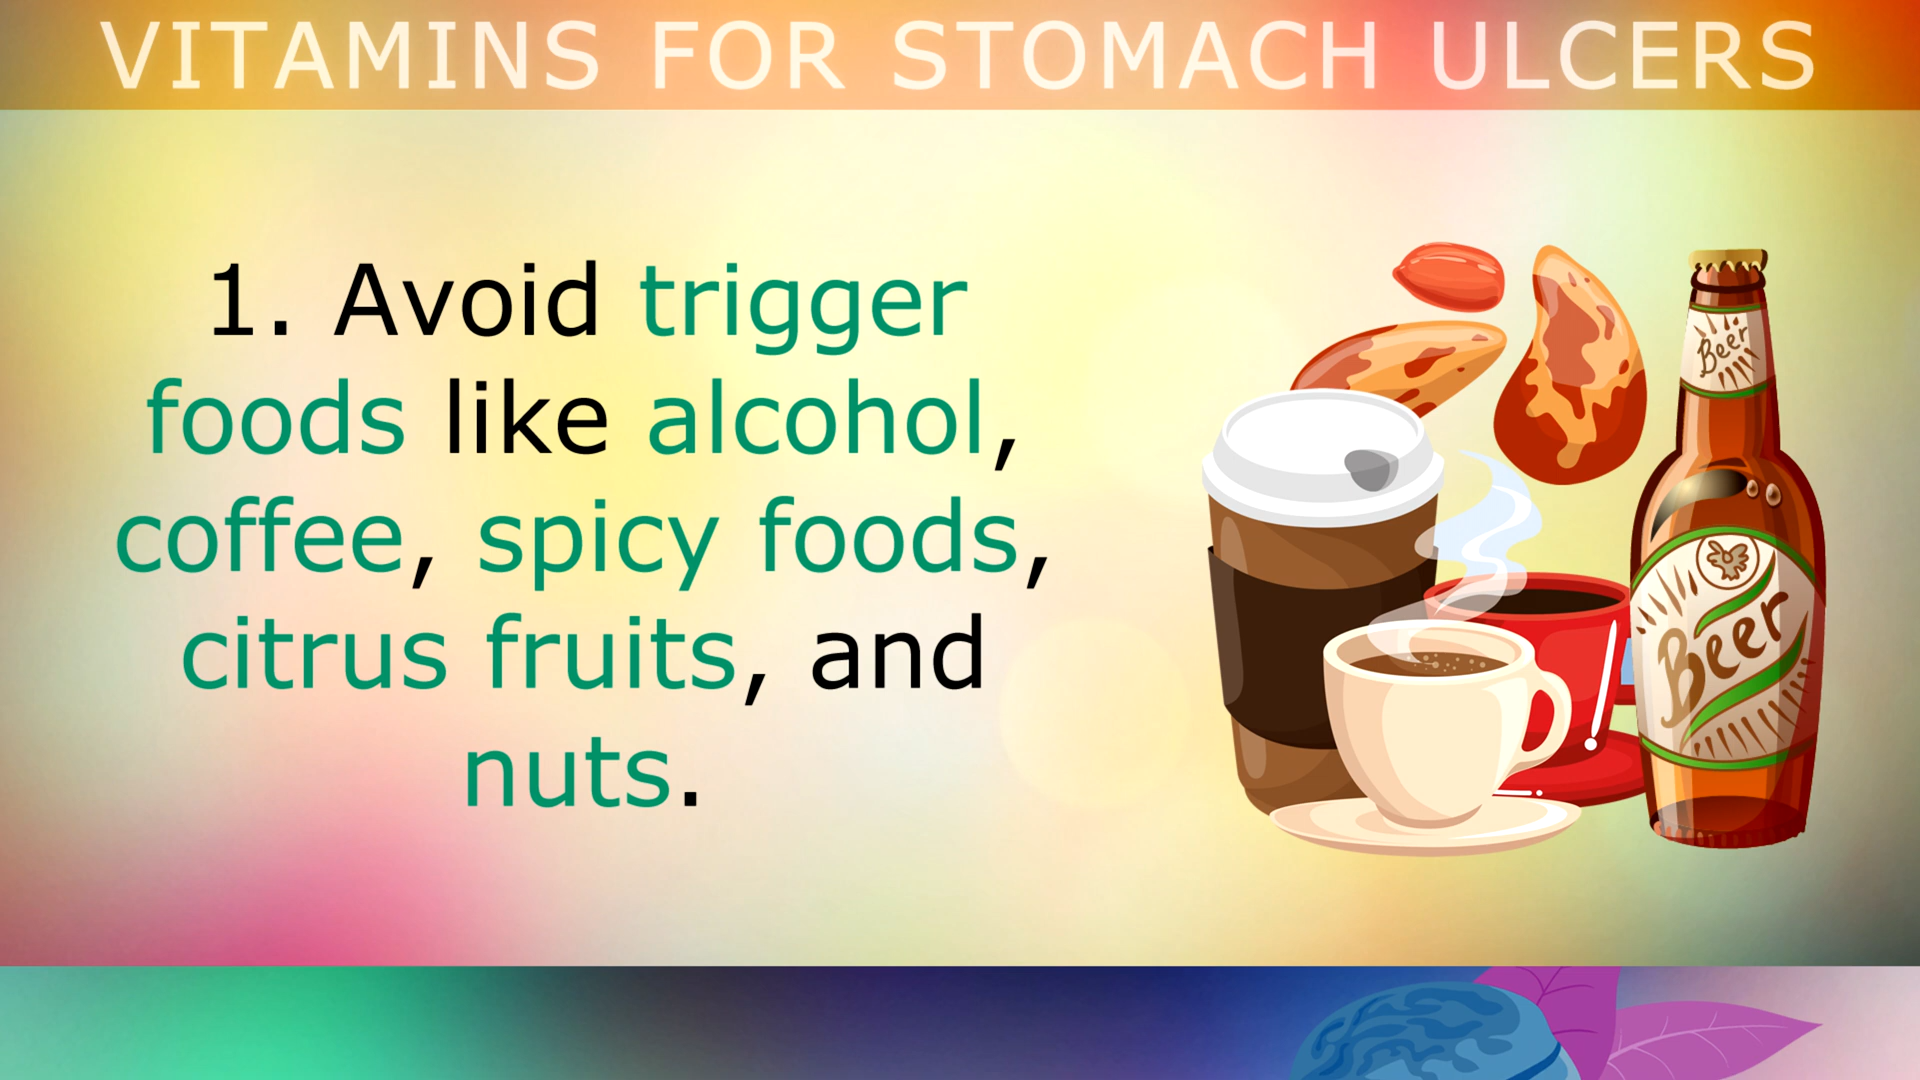 VITAMINS FOR STOMACH ULCERS
1. Avoid trigger
foods like alcohol,
coffee, spicy foods,
citrus fruits, and
nuts.
Beer
Beer